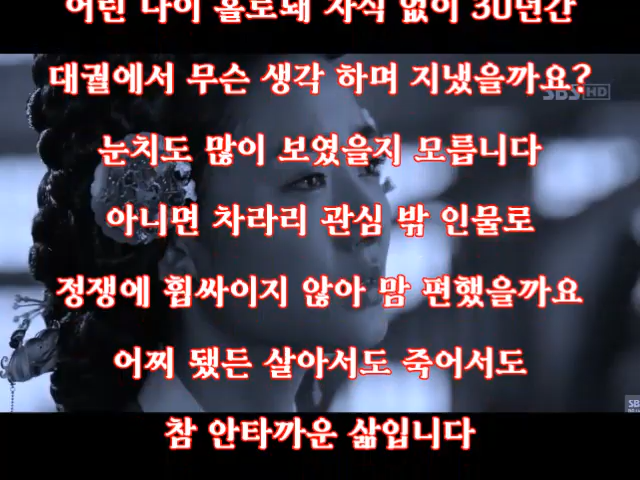 어린 나이 홀로돼 자식 없이 30년간
대궐에서 무슨 생각 하며 지냈을까요?
SBS HD
눈치도 많이 보였을지 모릅니다
아니면 차라리 관심 밖 인물로
정쟁에 휩싸이지 않아 맘 편했을까요
어찌 됐든 살아서도 죽어서도
참 안타까운 삶입니다